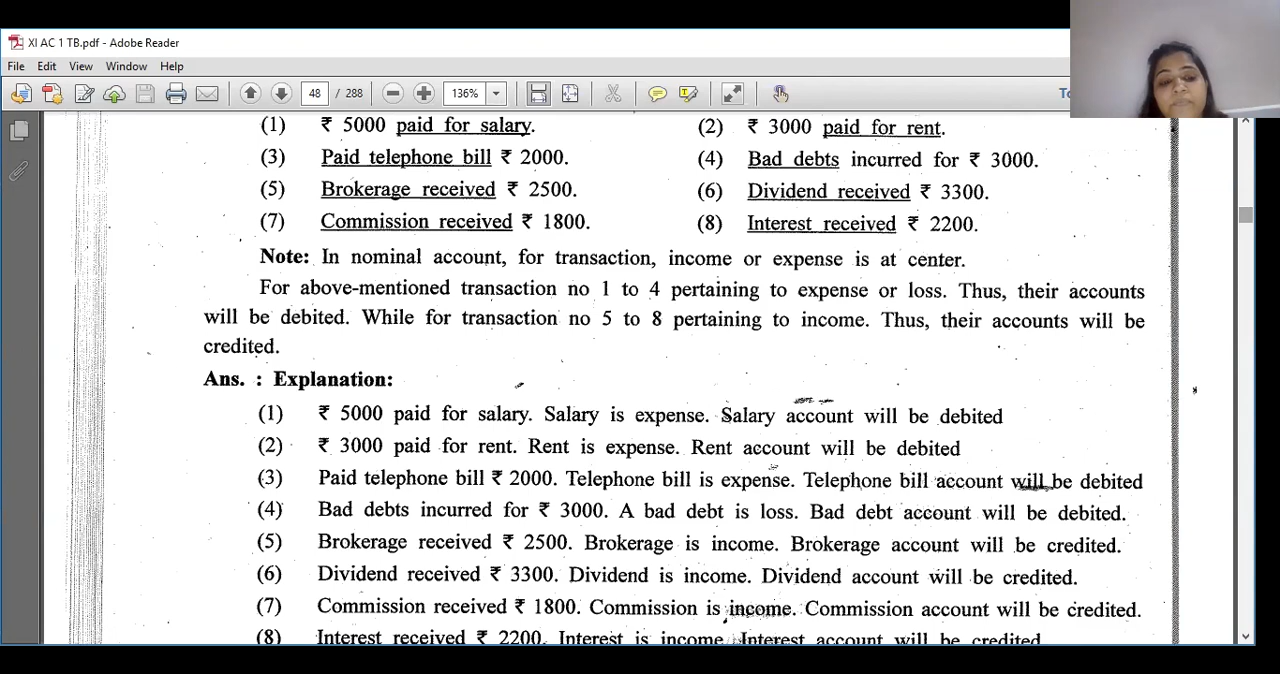 XI AC 1 TB.pdf - Adobe Reader
File Edit View Window Help
48 / 288 136%
(1) ₹ 5000 paid for salary. (2) ₹ 3000 paid for rent.
(3) Paid telephone bill ₹ 2000. (4) Bad debts incurred for ₹ 3000.
(5) Brokerage received ₹ 2500. (6) Dividend received ₹ 3300.
(7) Commission received ₹ 1800. (8) Interest received ₹ 2200.
Note: In nominal account, for transaction, income or expense is at center.
For above-mentioned transaction no 1 to 4 pertaining to expense or loss. Thus, their accounts
will be debited. While for transaction no 5 to 8 pertaining to income. Thus, their accounts will be
credited.
Ans. : Explanation:
(1) ₹ 5000 paid for salary. Salary is expense. Salary account will be debited
(2) ₹ 3000 paid for rent. Rent is expense. Rent account will be debited
(3) Paid telephone bill ₹ 2000. Telephone bill is expense. Telephone bill account will be debited
(4) Bad debts incurred for ₹ 3000. A bad debt is loss. Bad debt account will be debited.
(5) Brokerage received ₹ 2500. Brokerage is income. Brokerage account will be credited.
(6) Dividend received ₹ 3300. Dividend is income. Dividend account will be credited.
(7) Commission received ₹ 1800. Commission is income. Commission account will be credited.
(8) Interest received ₹ 2200. Interest is income. Interest account will be credited